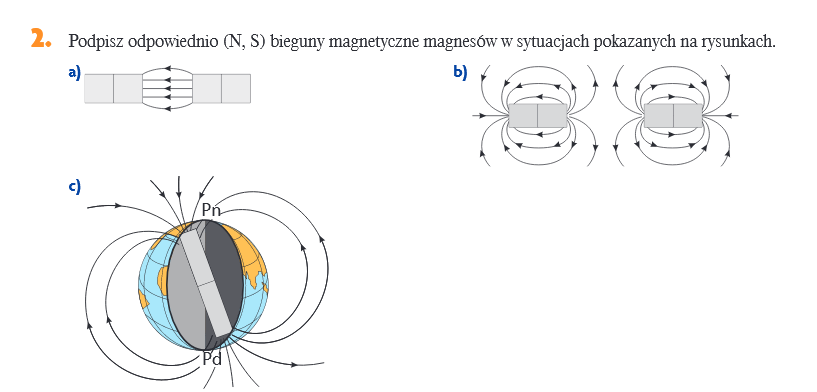 2. Podpisz odpowiednio (N, S) bieguny magnetyczne magnesów w sytuacjach pokazanych na rysunkach.
a)
b)
c)
Pn
Pd